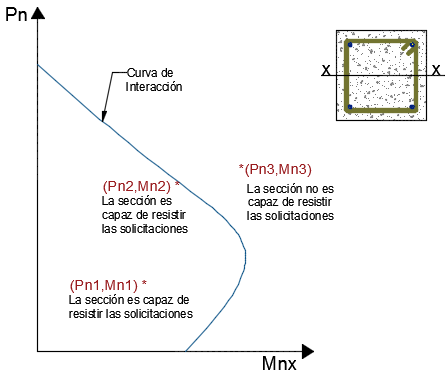 Pn
Curva de
Interacción
X
X
*(Pn3,Mn3)
La sección no es
capaz de resistir
las solicitaciones
(Pn2,Mn2) *
La sección es
capaz de resistir
las solicitaciones
(Pn1,Mn1) *
La sección es capaz de
resistir las solicitaciones
Mnx